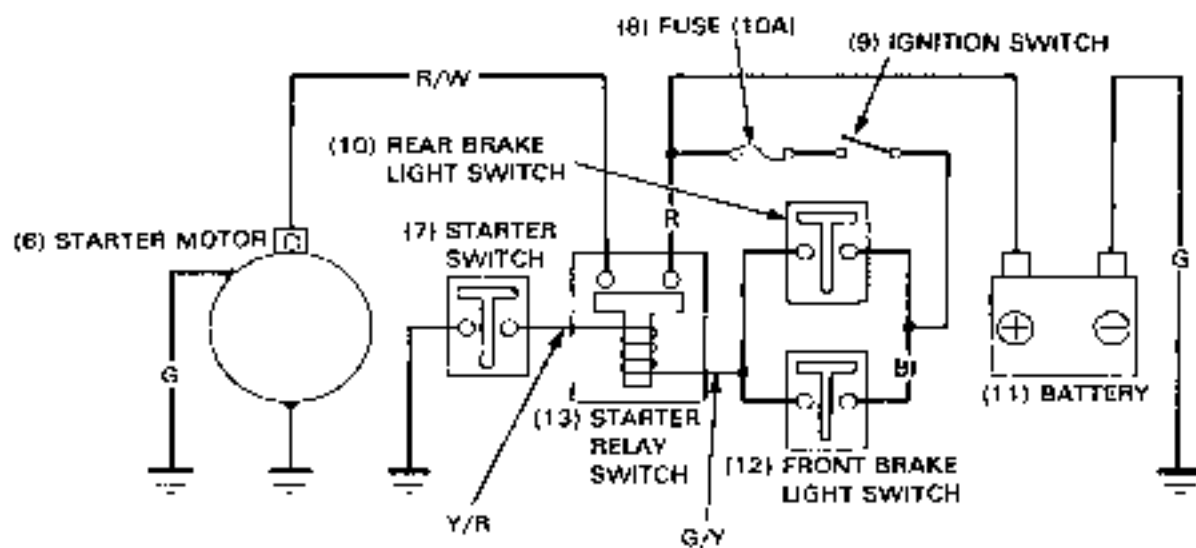 (8) FUSE (10A)
(9) IGNITION SWITCH
R/W
(10) REAR BRAKE
LIGHT SWITCH
R
(6) STARTER MOTOR
(7) STARTER
SWITCH
G
G
(11) BATTERY
(13) STARTER
RELAY
SWITCH
(12) FRONT BRAKE
LIGHT SWITCH
Y/R
G/Y